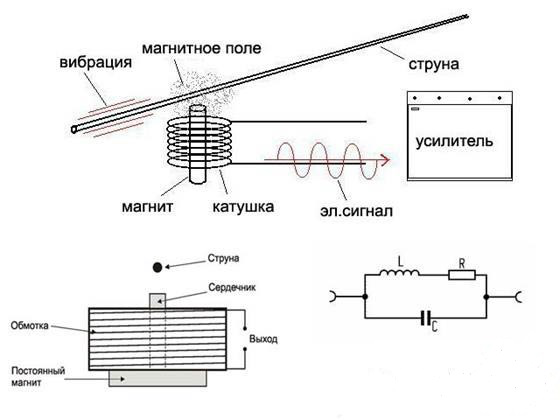 магнитное поле
вибрация
струна
усилитель
магнит
катушка
эл.сигнал
Струна
Сердечник
Обмотка
Выход
Постоянный
магнит
L
R
C